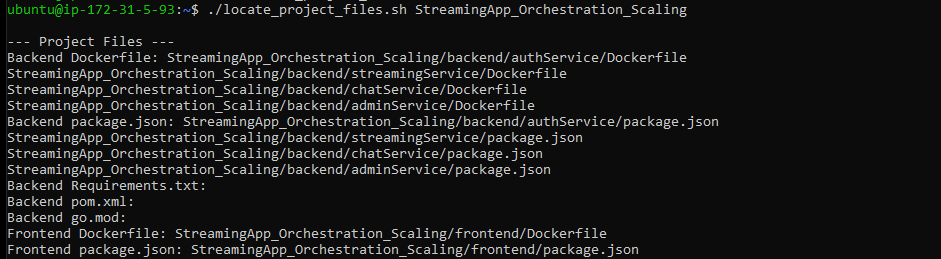 ubuntu@ip-172-31-5-93:~$ ./locate_project_files.sh StreamingApp_Orchestration_Scaling
--- Project Files ---
Backend Dockerfile: StreamingApp_Orchestration_Scaling/backend/authService/Dockerfile
StreamingApp_Orchestration_Scaling/backend/streamingService/Dockerfile
StreamingApp_Orchestration_Scaling/backend/chatService/Dockerfile
StreamingApp_Orchestration_Scaling/backend/adminService/Dockerfile
Backend package.json: StreamingApp_Orchestration_Scaling/backend/authService/package.json
StreamingApp_Orchestration_Scaling/backend/streamingService/package.json
StreamingApp_Orchestration_Scaling/backend/chatService/package.json
StreamingApp_Orchestration_Scaling/backend/adminService/package.json
Backend Requirements.txt:
Backend pom.xml:
Backend go.mod:
Frontend Dockerfile: StreamingApp_Orchestration_Scaling/frontend/Dockerfile
Frontend package.json: StreamingApp_Orchestration_Scaling/frontend/package.json